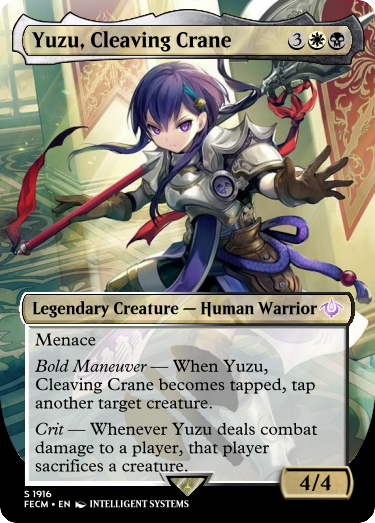 Yuzu, Cleaving Crane 3
Legendary Creature — Human Warrior
Menace
Bold Maneuver — When Yuzu,
Cleaving Crane becomes tapped, tap
another target creature.
Crit — Whenever Yuzu deals combat
damage to a player, that player
sacrifices a creature.
4/4
S 1916
FECM • EN INTELLIGENT SYSTEMS